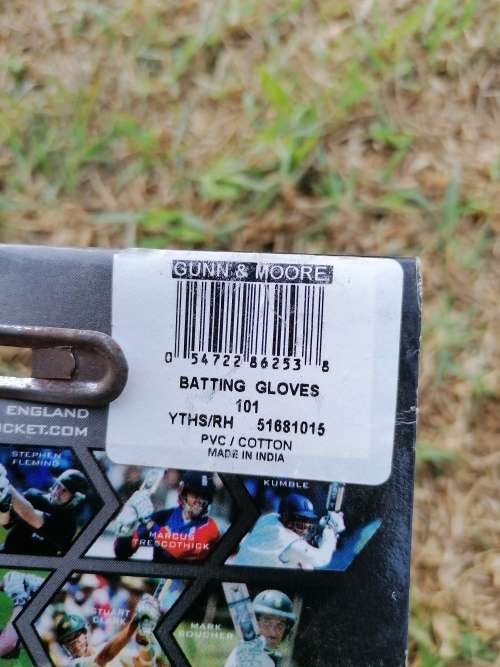 GUNN & MOORE
0 54722 86253 8
BATTING GLOVES
101
YTHS/RH 51681015
PVC / COTTON
MADE IN INDIA
ENGLAND
CKET.COM
STEPHEN
FLEMING
MARCUS
TRESCOTHICK
KUMBLE
STUART
CLARK
MARK
BOUCHER